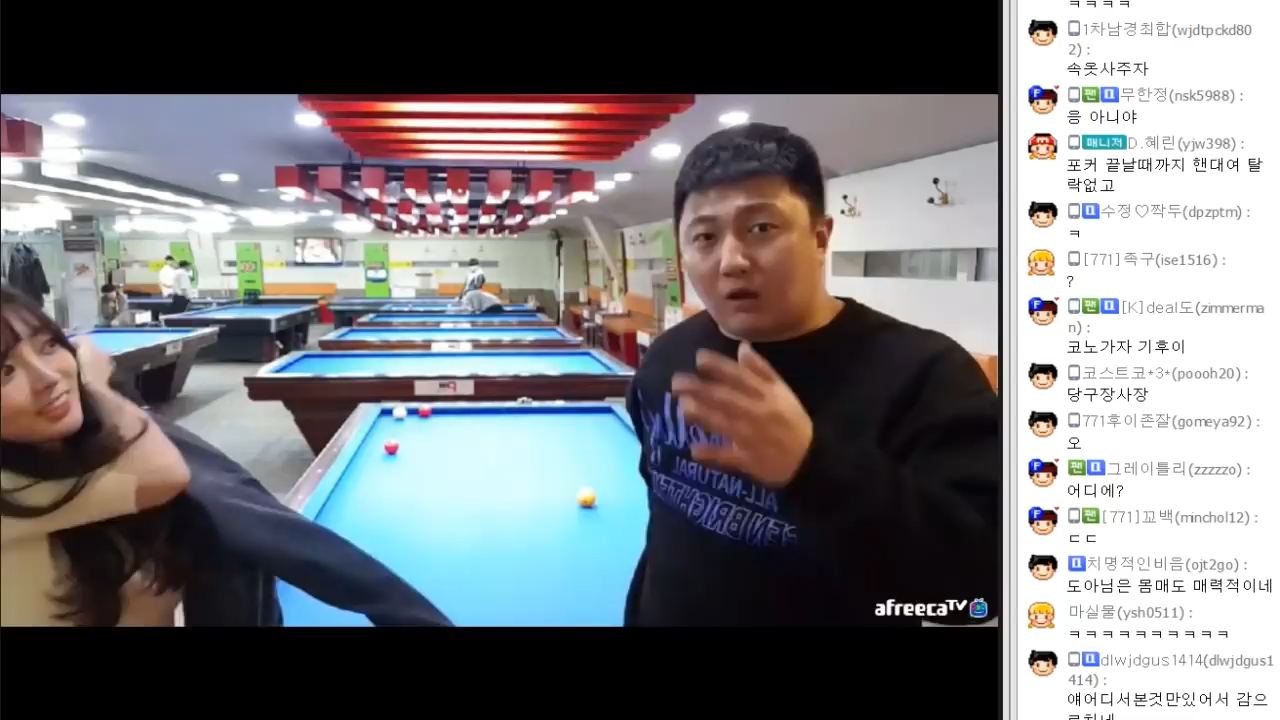 ㅋㅋㅋㅋ
1차남경최합(wjdtpckd80
2) :
속옷사주자
팬 무한정(nsk5988) :
응 아니야
매니저 D.혜린(yjw398) :
포커 끝날때까지 핸대여 탈
락없고
수정♡짝두(dpzptm) :
ㅋ
[771]족구(ise1516) :
?
F 팬 [K]deal도(zimmerma
n) :
코노가자 기후이
코스트코+3+(poooh20) :
당구장사장
771후이존잘(gomeya92) :
오
F 팬 그레이틀리(zzzzzo) :
어디에?
F 팬 [771]꼬백(minchol12) :
ㄷㄷ
치명적인비음(ojt2go) :
도아님은 몸매도 매력적이네
마실물(ysh0511) :
ㅋㅋㅋㅋㅋㅋㅋㅋㅋㅋ
dlwjdgus1414(dlwjdgus1
414) :
얘어디서본것만있어서 감으
ALL-NATURAL
afreecaTV